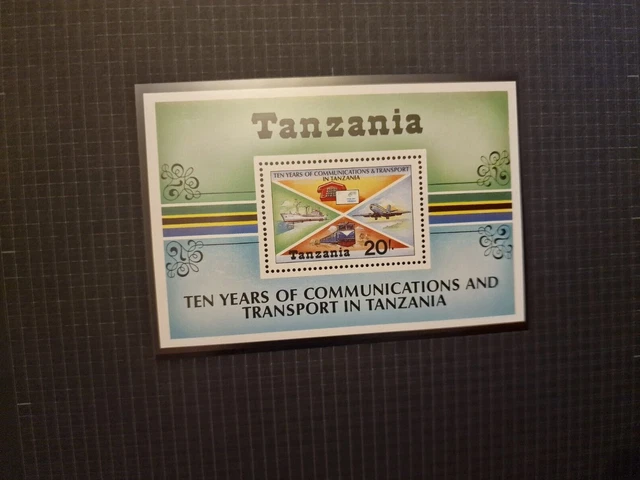 Tanzania
TEN YEARS OF COMMUNICATIONS & TRANSPORT
IN TANZANIA
Tanzania 20/-
TEN YEARS OF COMMUNICATIONS AND
TRANSPORT IN TANZANIA